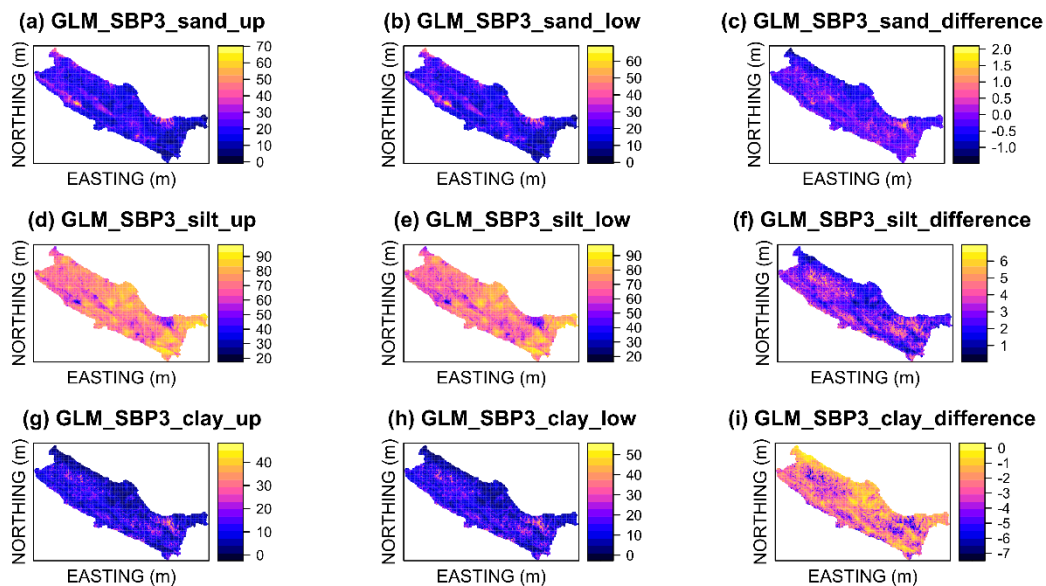 (a) GLM_SBP3_sand_up
NORTHING (m)
70
60
50
40
30
20
10
0
EASTING (m)
(b) GLM_SBP3_sand_low
NORTHING (m)
60
50
40
30
20
10
0
EASTING (m)
(c) GLM_SBP3_sand_difference
NORTHING (m)
2.0
1.5
1.0
0.5
0.0
-0.5
-1.0
EASTING (m)
(d) GLM_SBP3_silt_up
NORTHING (m)
90
80
70
60
50
40
30
20
EASTING (m)
(e) GLM_SBP3_silt_low
NORTHING (m)
90
80
70
60
50
40
30
20
EASTING (m)
(f) GLM_SBP3_silt_difference
NORTHING (m)
6
5
4
3
2
1
EASTING (m)
(g) GLM_SBP3_clay_up
NORTHING (m)
40
30
20
10
0
EASTING (m)
(h) GLM_SBP3_clay_low
NORTHING (m)
50
40
30
20
10
0
EASTING (m)
(i) GLM_SBP3_clay_difference
NORTHING (m)
0
-1
-2
-3
-4
-5
-6
-7
EASTING (m)